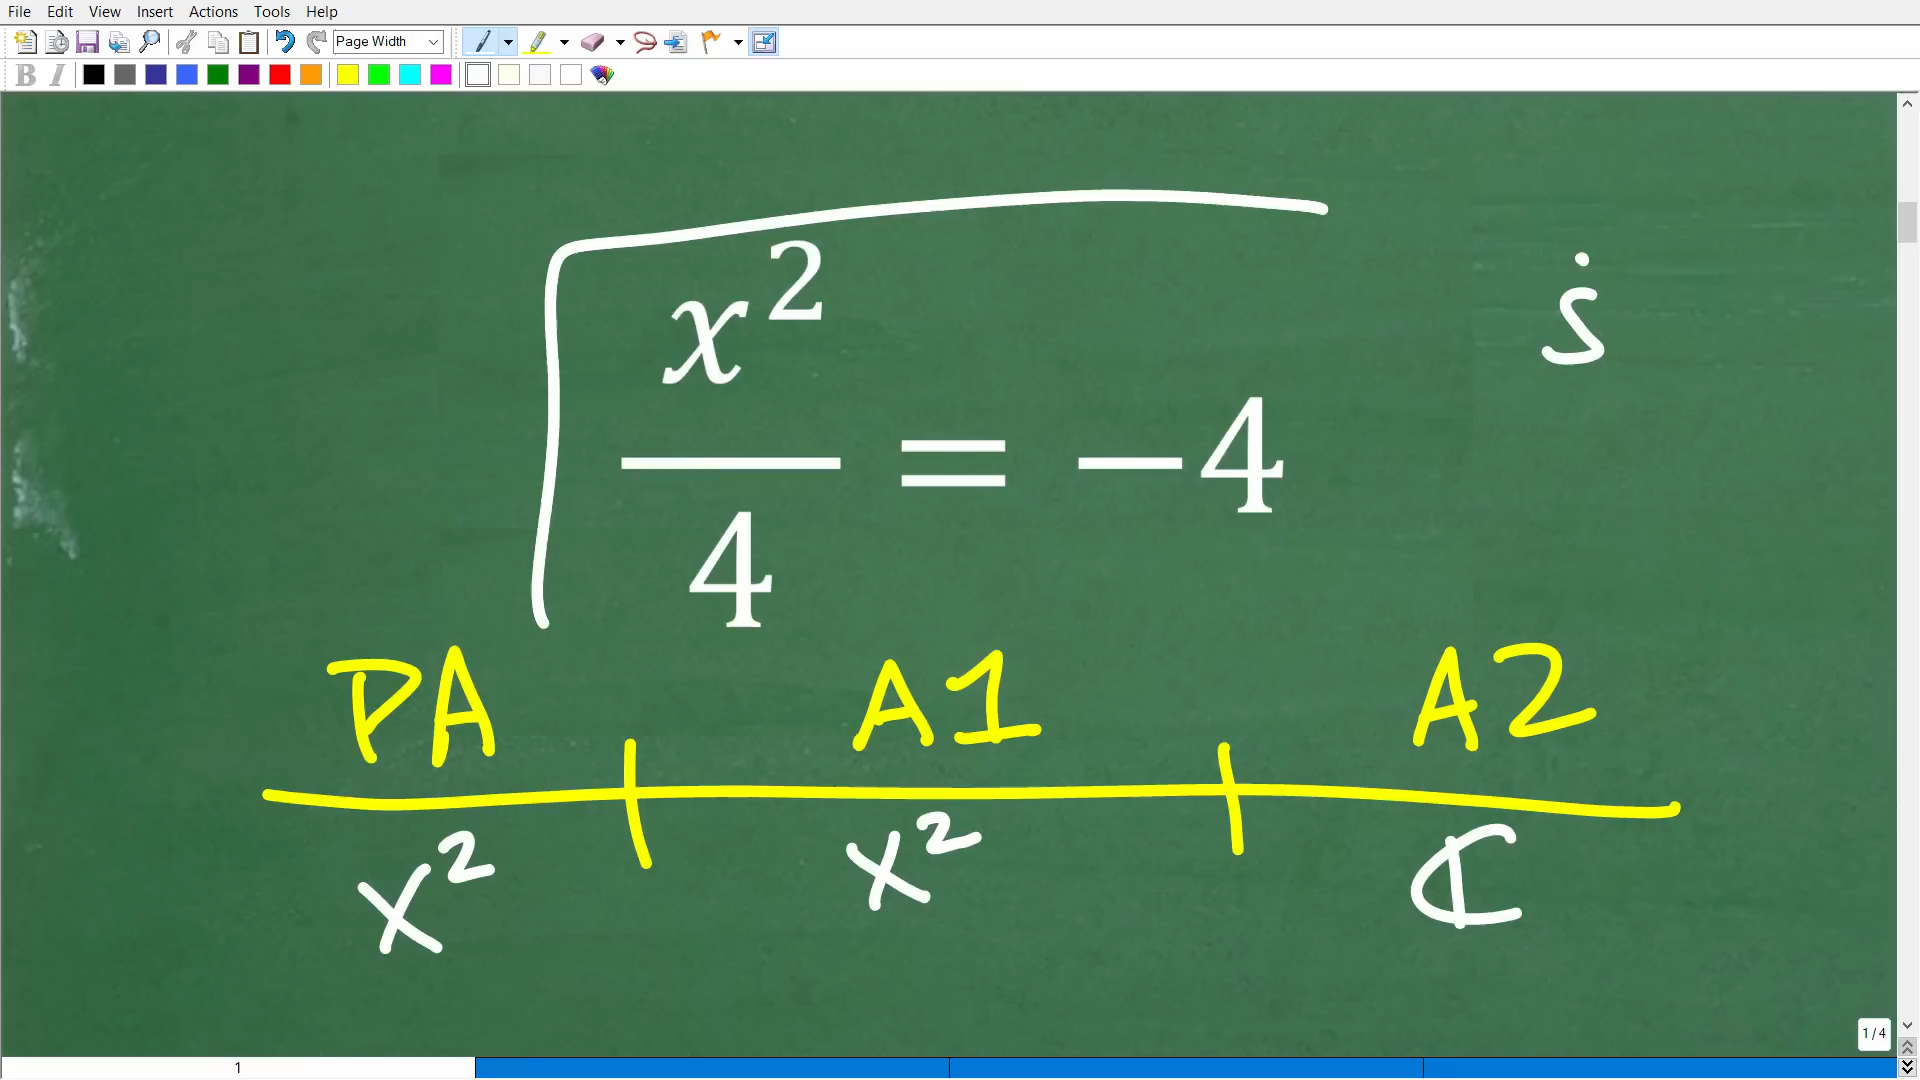 File Edit View Insert Actions Tools Help
Page Width
B I
x²/4 = −4
i
PA A1 A2
x² x² ℂ
1 / 4
1